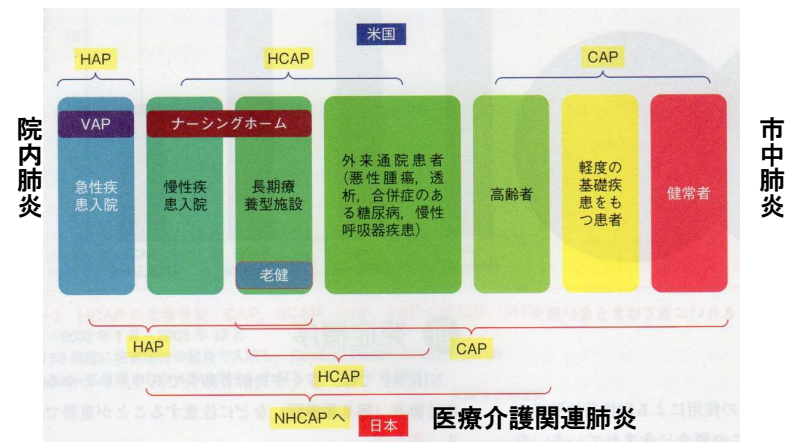 米国
HAP
HCAP
CAP
院内肺炎
VAP
急性疾
患入院
ナーシングホーム
慢性疾
患入院
長期療
養型施設
老健
外来通院患者
(悪性腫瘍, 透
析, 合併症のあ
る糖尿病, 慢性
呼吸器疾患)
高齢者
軽度の
基礎疾
患をも
つ患者
健常者
市中肺炎
HAP
CAP
HCAP
NHCAPへ
日本
医療介護関連肺炎